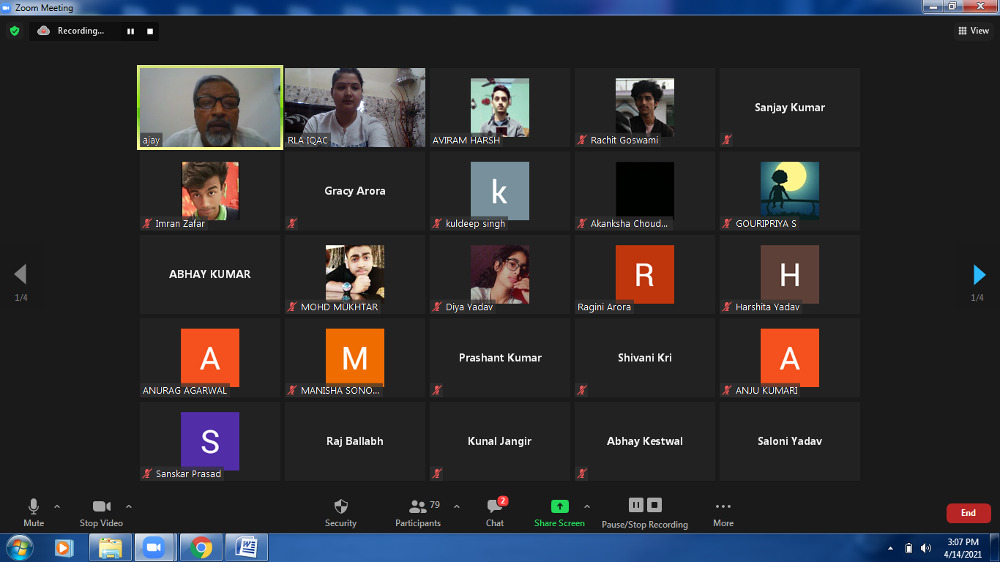 Zoom Meeting
Recording...
View
ajay
RLA IQAC
AVIRAM HARSH
Rachit Goswami
Sanjay Kumar
Imran Zafar
Gracy Arora
k
kuldeep singh
Akanksha Choud...
GOURIPRIYA S
ABHAY KUMAR
MOHD MUKHTAR
Diya Yadav
R
Ragini Arora
H
Harshita Yadav
1/4
1/4
A
ANURAG AGARWAL
M
MANISHA SONO...
Prashant Kumar
Shivani Kri
A
ANJU KUMARI
S
Sanskar Prasad
Raj Ballabh
Kunal Jangir
Abhay Kestwal
Saloni Yadav
Mute
Stop Video
Security
Participants
79
Chat
2
Share Screen
Pause/Stop Recording
More
End
W
3:07 PM
4/14/2021